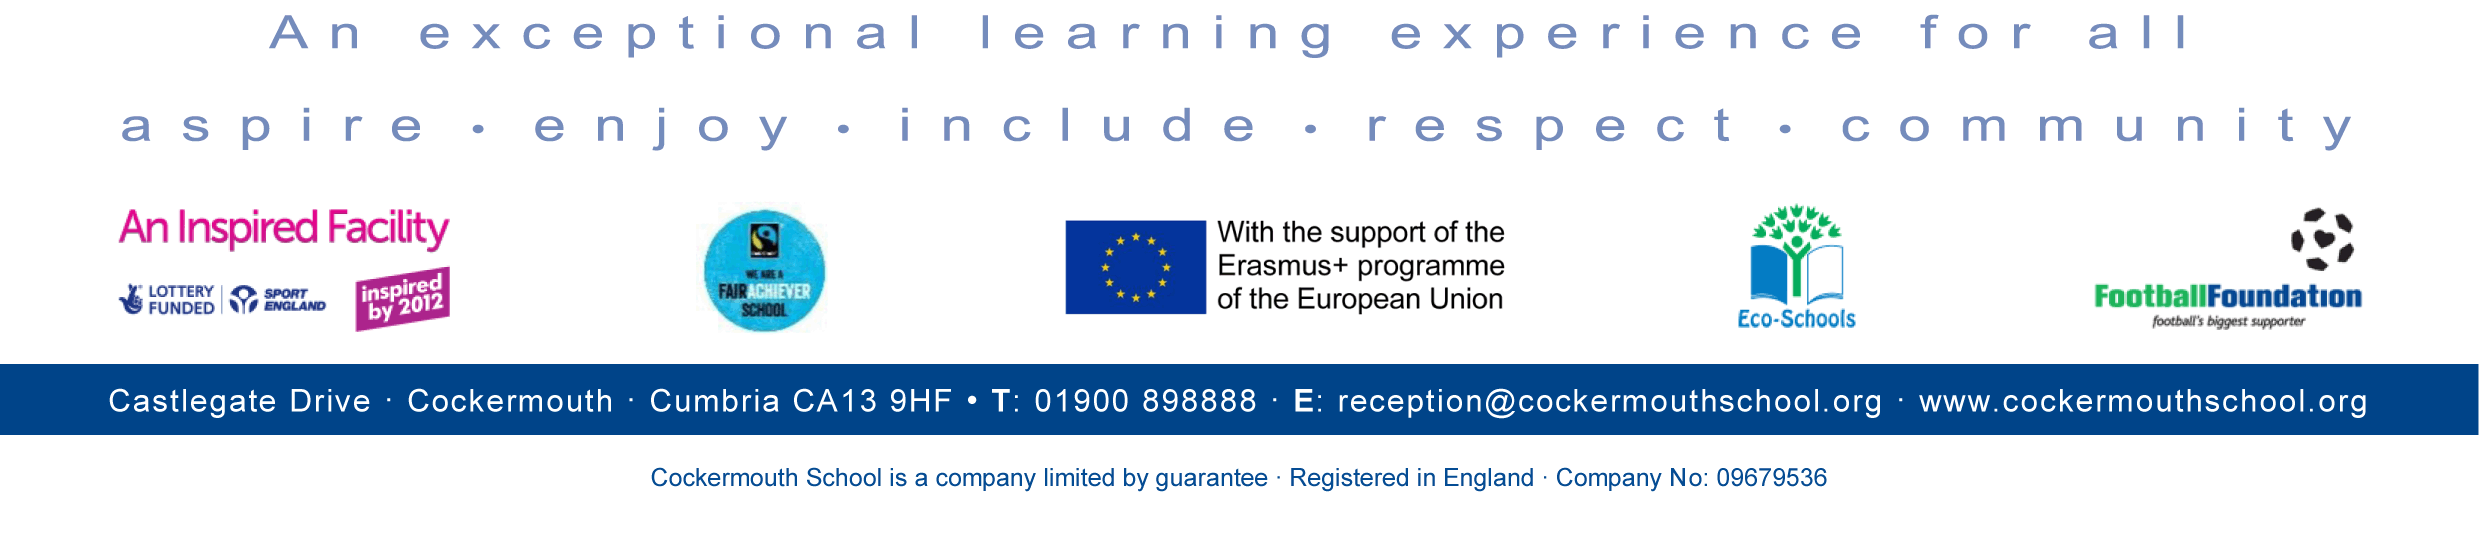 An exceptional learning experience for all
aspire • enjoy • include • respect • community
An Inspired Facility
LOTTERY FUNDED
SPORT ENGLAND
inspired by 2012
WE ARE A
FAIRACHIEVER
SCHOOL
With the support of the
Erasmus+ programme
of the European Union
Eco-Schools
FootballFoundation
football's biggest supporter
Castlegate Drive · Cockermouth · Cumbria CA13 9HF • T: 01900 898888 · E: reception@cockermouthschool.org · www.cockermouthschool.org
Cockermouth School is a company limited by guarantee · Registered in England · Company No: 09679536